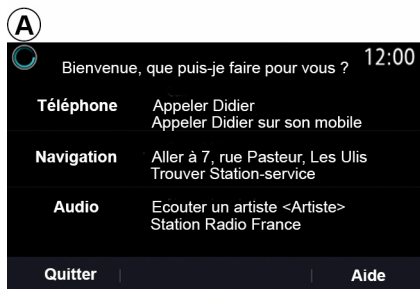 A
12:00
Bienvenue, que puis-je faire pour vous ?
Téléphone
Appeler Didier
Appeler Didier sur son mobile
Navigation
Aller à 7, rue Pasteur, Les Ulis
Trouver Station-service
Audio
Ecouter un artiste <Artiste>
Station Radio France
Quitter
Aide